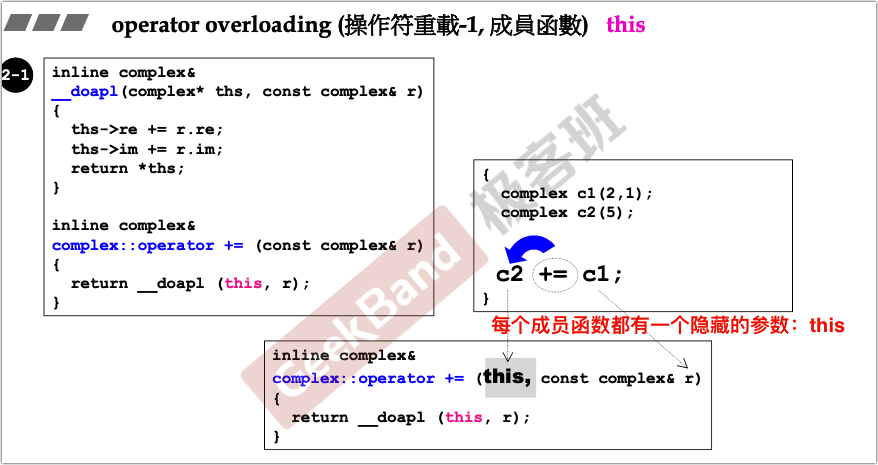 operator overloading (操作符重載-1, 成員函數) this
2-1
inline complex&
__doapl(complex* ths, const complex& r)
{
  ths->re += r.re;
  ths->im += r.im;
  return *ths;
}
inline complex&
complex::operator += (const complex& r)
{
  return __doapl (this, r);
}
{
  complex c1(2,1);
  complex c2(5);
c2 += c1;
}
每个成员函数都有一个隐藏的参数：this
inline complex&
complex::operator += (this, const complex& r)
{
  return __doapl (this, r);
}
GeekBand 极客班